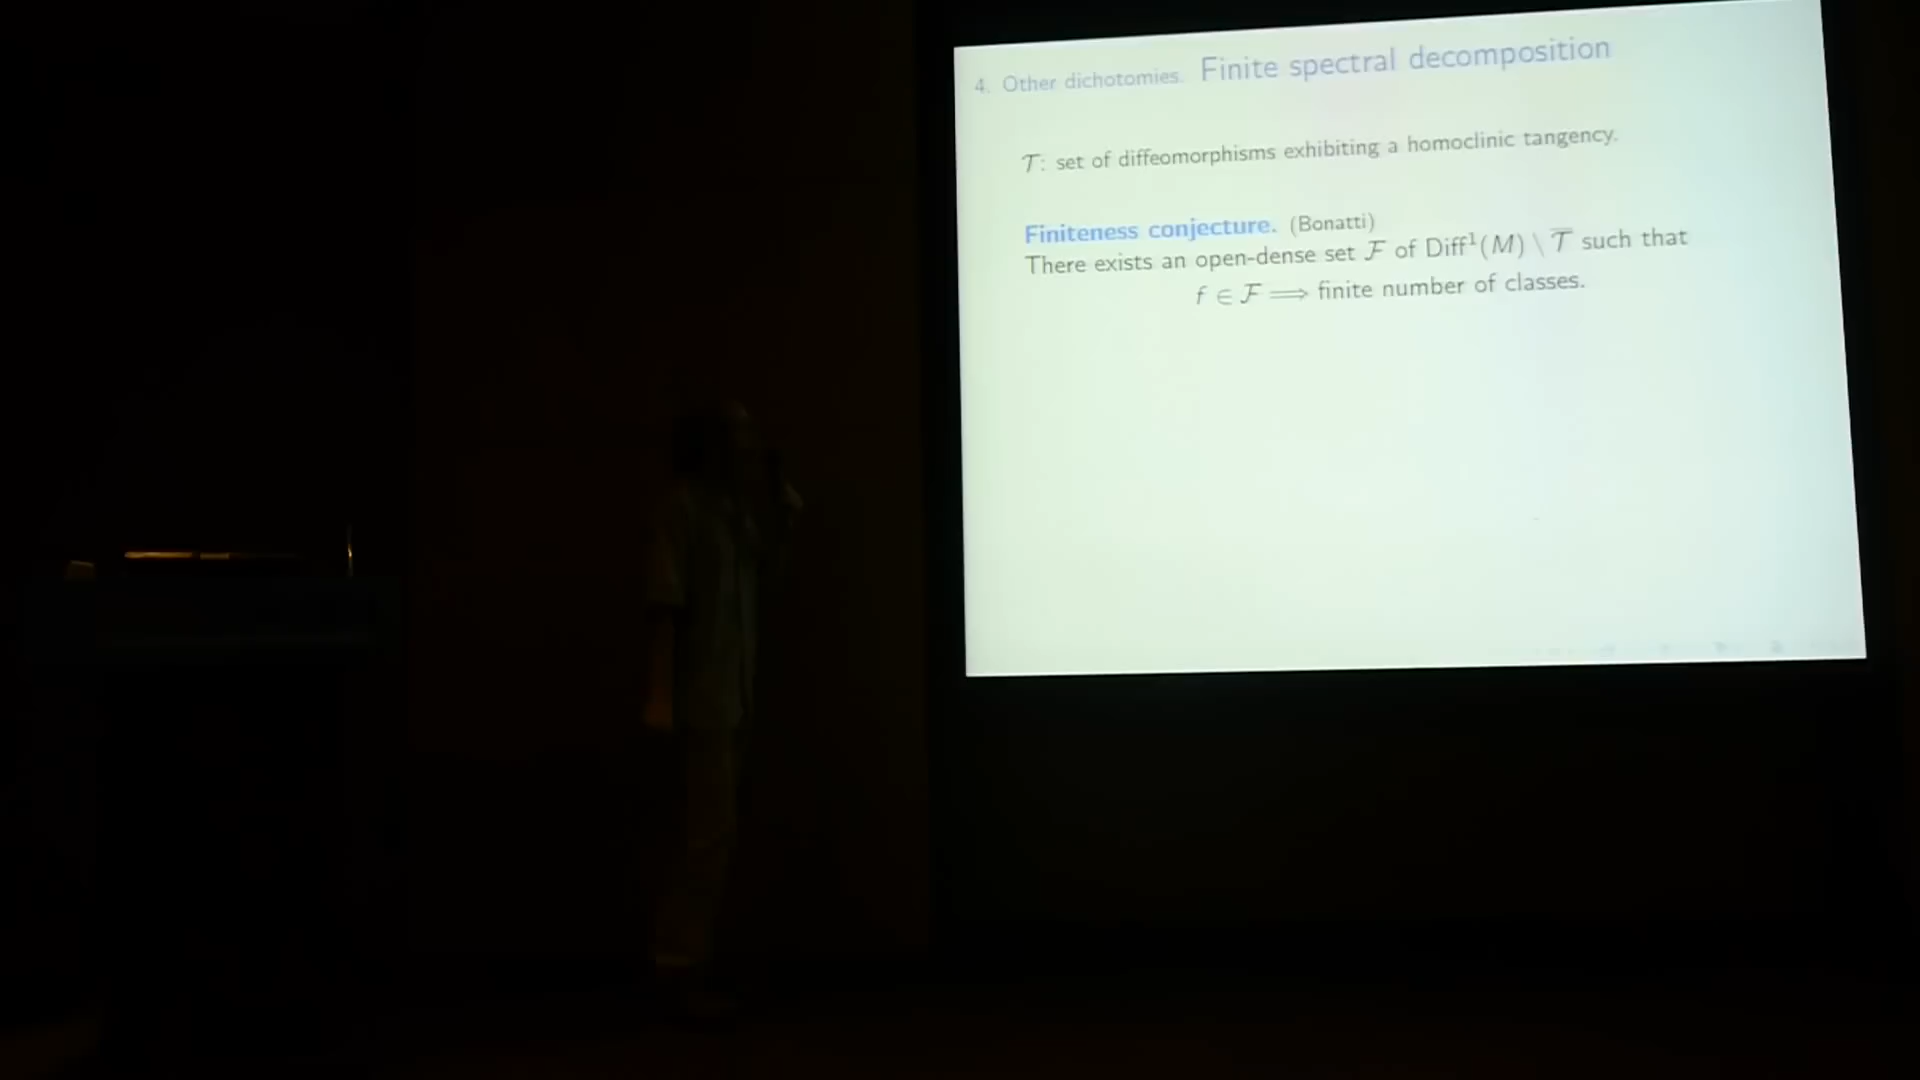 4. Other dichotomies. Finite spectral decomposition
𝒯: set of diffeomorphisms exhibiting a homoclinic tangency.
Finiteness conjecture. (Bonatti)
There exists an open-dense set ℱ of Diff¹(M) \ 𝒯̅ such that
f ∈ ℱ ⟹ finite number of classes.